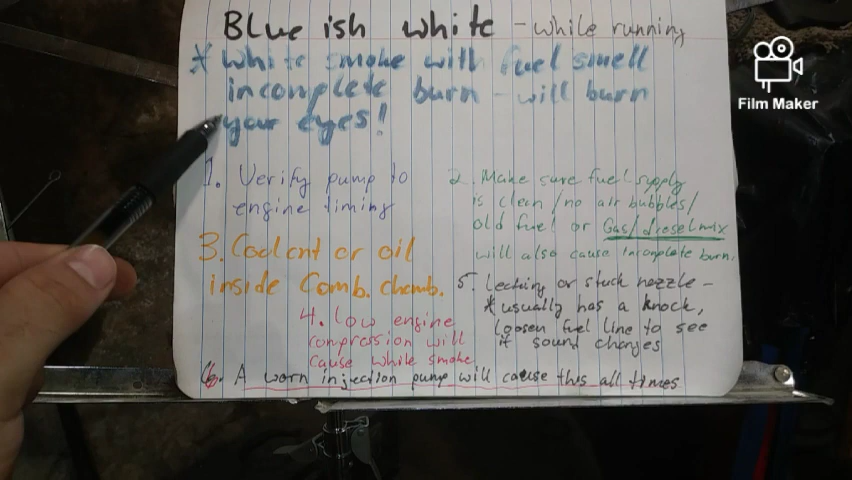 Blue ish white - while running
* White smoke with fuel smell
incomplete burn - will burn
your eyes!
1. Verify pump to
engine timing
2. Make sure fuel supply
is clean / no air bubbles /
old fuel or Gas/diesel mix
will also cause incomplete burn.
3. Coolent or oil
inside Comb. chamb.
4. low engine
compression will
cause white smoke
5. Leaking or stuck nozzle -
* usually has a knock,
loosen fuel line to see
if sound changes
6. A worn injection pump will cause this all times
Film Maker